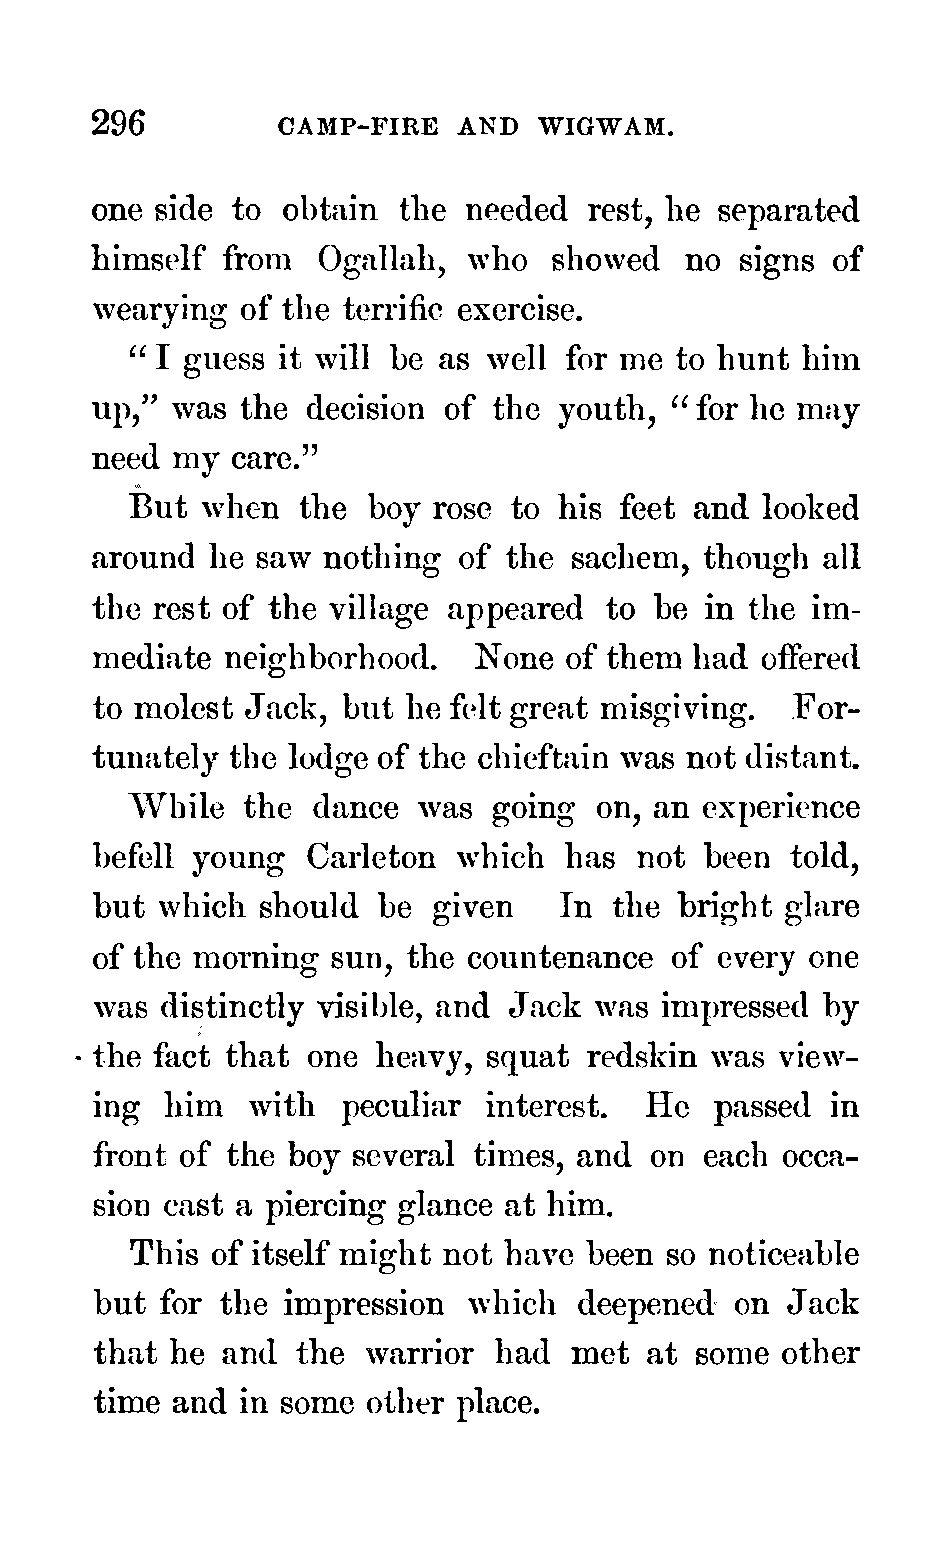 296 CAMP-FIRE AND WIGWAM.
one side to obtain the needed rest, he separated
himself from Ogallah, who showed no signs of
wearying of the terrific exercise.
“I guess it will be as well for me to hunt him
up,” was the decision of the youth, “for he may
need my care.”
But when the boy rose to his feet and looked
around he saw nothing of the sachem, though all
the rest of the village appeared to be in the im-
mediate neighborhood. None of them had offered
to molest Jack, but he felt great misgiving. For-
tunately the lodge of the chieftain was not distant.
While the dance was going on, an experience
befell young Carleton which has not been told,
but which should be given In the bright glare
of the morning sun, the countenance of every one
was distinctly visible, and Jack was impressed by
the fact that one heavy, squat redskin was view-
ing him with peculiar interest. He passed in
front of the boy several times, and on each occa-
sion cast a piercing glance at him.
This of itself might not have been so noticeable
but for the impression which deepened on Jack
that he and the warrior had met at some other
time and in some other place.